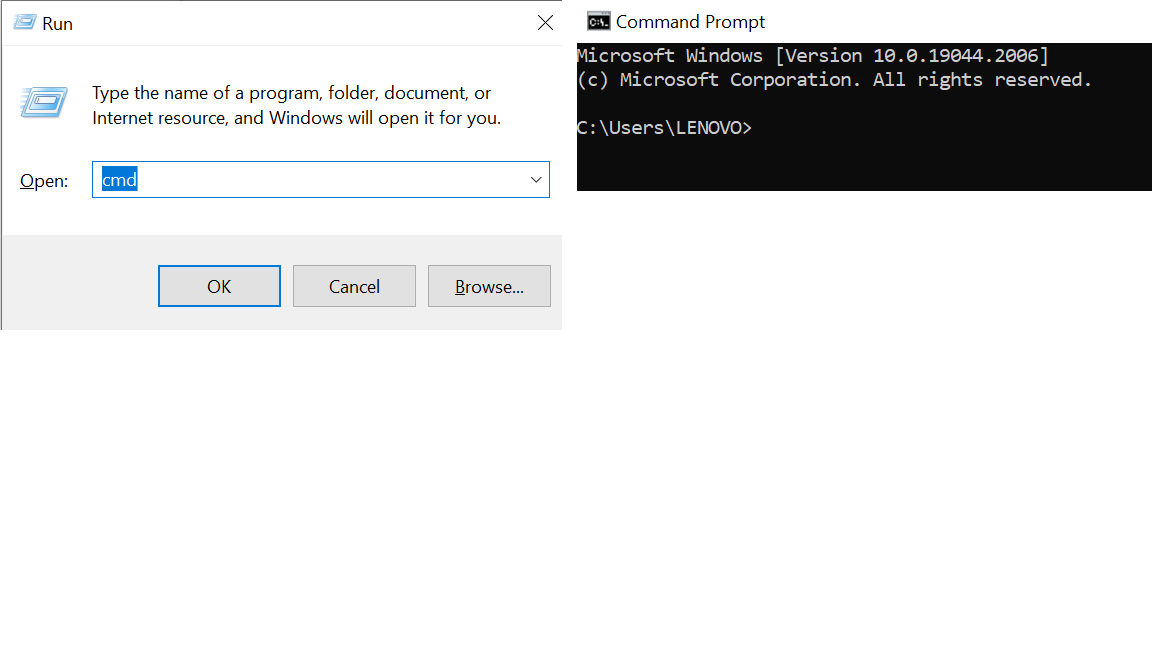 Run
Type the name of a program, folder, document, or
Internet resource, and Windows will open it for you.
Open:
cmd
OK
Cancel
Browse...
C:\.
Command Prompt
Microsoft Windows [Version 10.0.19044.2006]
(c) Microsoft Corporation. All rights reserved.
C:\Users\LENOVO>